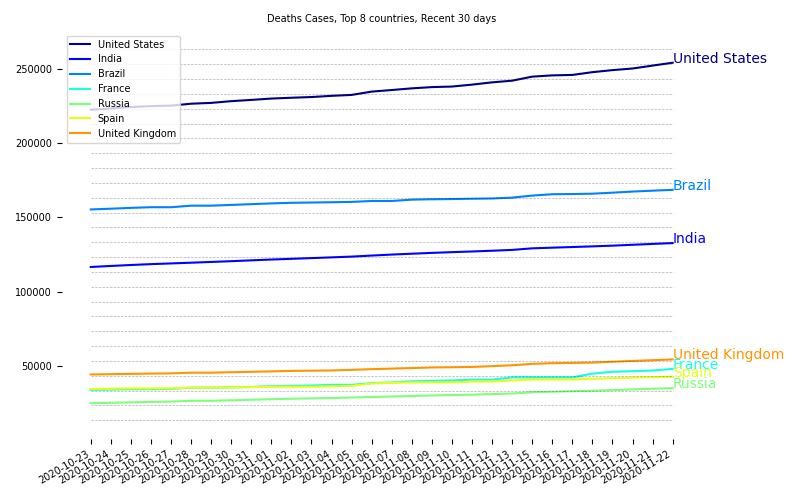 Deaths Cases, Top 8 countries, Recent 30 days
United States
India
Brazil
France
Russia
Spain
United Kingdom
250000
200000
150000
100000
50000
United States
Brazil
India
United Kingdom
France
Spain
Russia
2020-10-23
2020-10-24
2020-10-25
2020-10-26
2020-10-27
2020-10-28
2020-10-29
2020-10-30
2020-10-31
2020-11-01
2020-11-02
2020-11-03
2020-11-04
2020-11-05
2020-11-06
2020-11-07
2020-11-08
2020-11-09
2020-11-10
2020-11-11
2020-11-12
2020-11-13
2020-11-15
2020-11-16
2020-11-17
2020-11-18
2020-11-19
2020-11-20
2020-11-21
2020-11-22